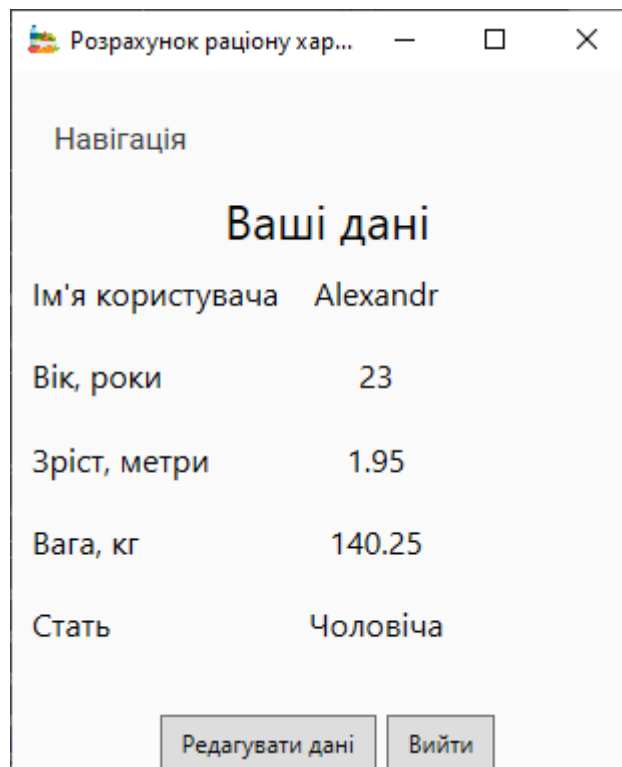 Розрахунок раціону хар...
Навігація
Ваші дані
Ім'я користувача Alexandr
Вік, роки 23
Зріст, метри 1.95
Вага, кг 140.25
Стать Чоловіча
Редагувати дані Вийти